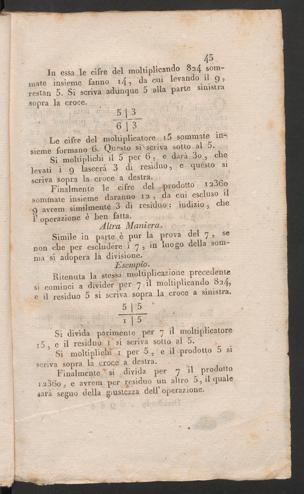 45
In essa le cifre del moltiplicando 824 som-
mate insieme fanno 14, da cui levando il 9,
restan 5. Si scriva adunque 5 alla parte sinistra
sopra la croce.
5 | 3
6 | 3
Le cifre del moltiplicatore 15 sommate in-
sieme formano 6. Questo si scriva sotto al 5.
Si moltiplichi il 5 per 6, e darà 30, che
levati i 9 lascerà 3 di residuo, e questo si
scriva sopra la croce a destra.
Finalmente le cifre del prodotto 12360
sommate insieme daranno 12, da cui escluso il
9 avrem similmente 3 di residuo: indizio, che
l'operazione è ben fatta.
Altra Maniera.
Simile in parte è pur la prova del 7, se
non che per escludere i 7, in luogo della som-
ma si adopera la divisione.
Esempio.
Ritenuta la stessa moltiplicazione precedente
si cominci a divider per 7 il moltiplicando 824,
e il residuo 5 si scriva sopra la croce a sinistra.
5 | 5
1 | 5
Si divida parimente per 7 il moltiplicatore
15, e il residuo 1 si scriva sotto al 5.
Si moltiplichi 1 per 5, e il prodotto 5 si
scriva sopra la croce a destra.
Finalmente si divida per 7 il prodotto
12360, e avrem per residuo un altro 5, il quale
sarà segno della giustezza dell'operazione.